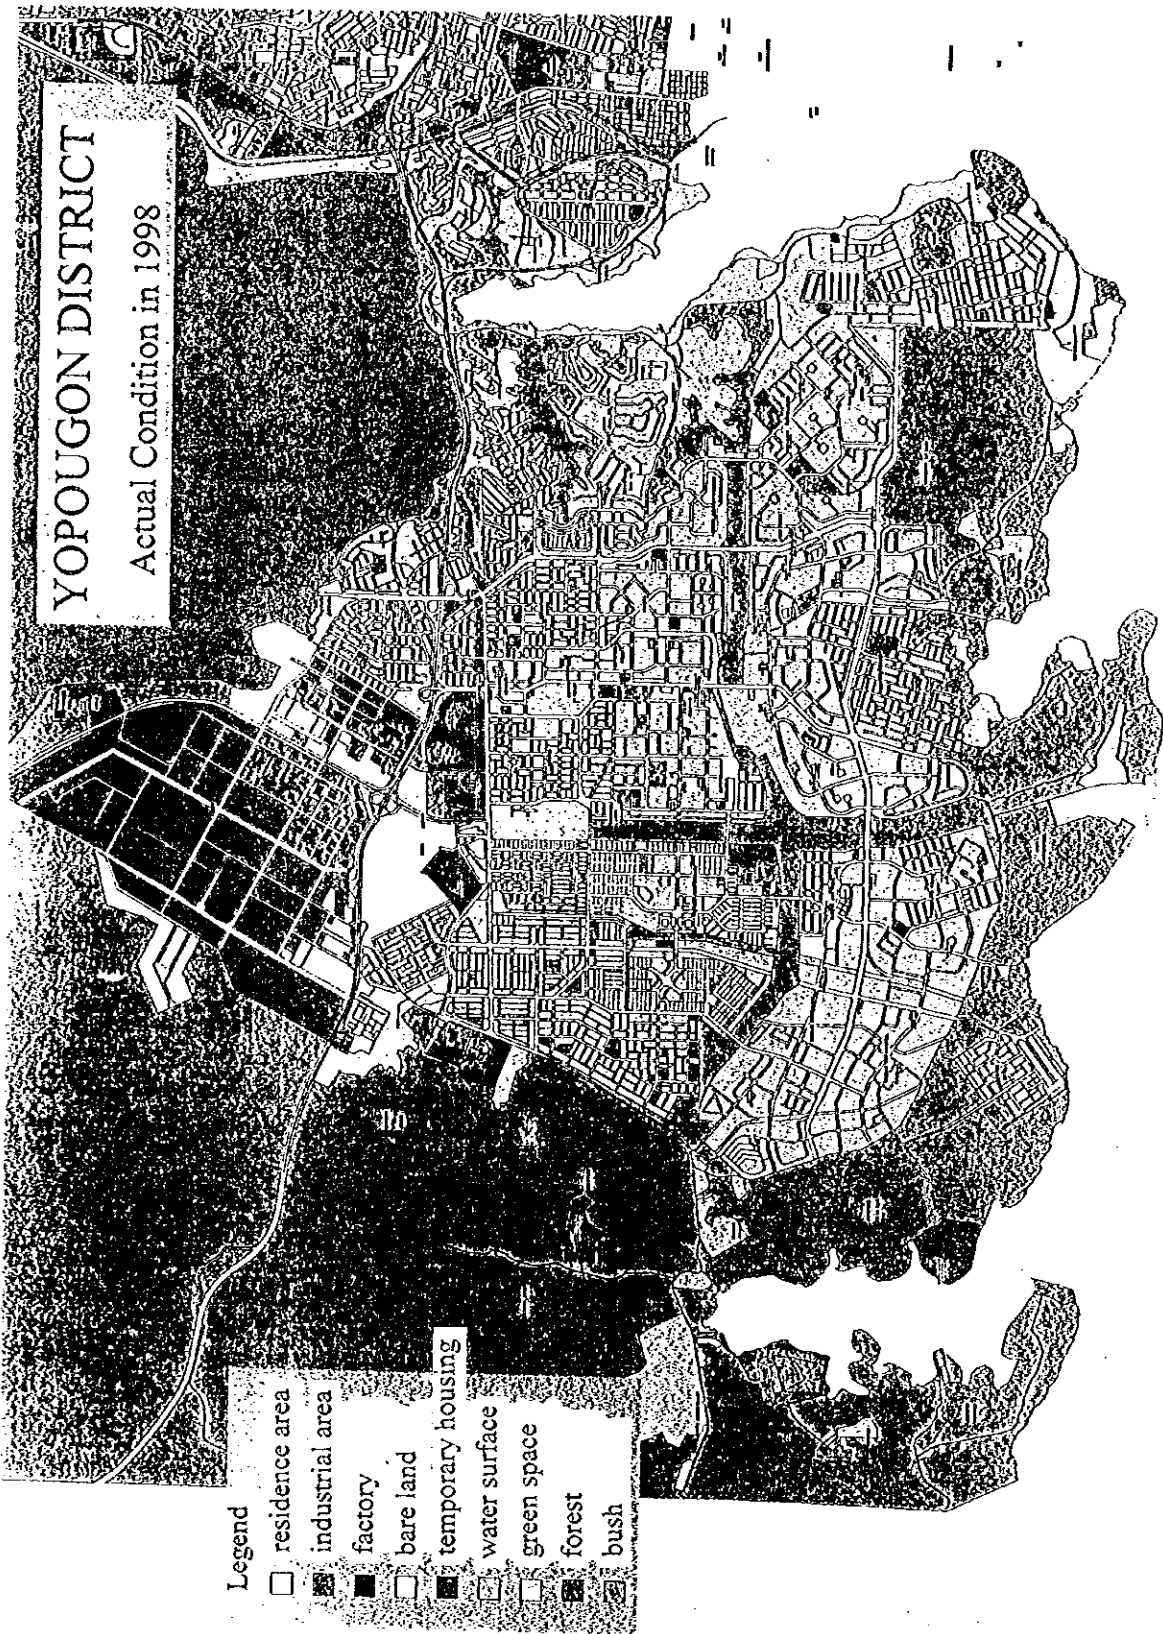 YOPOUGON DISTRICT
Actual Condition in 1998
Legend
residence area
industrial area
factory
bare land
temporary housing
water surface
green space
forest
bush